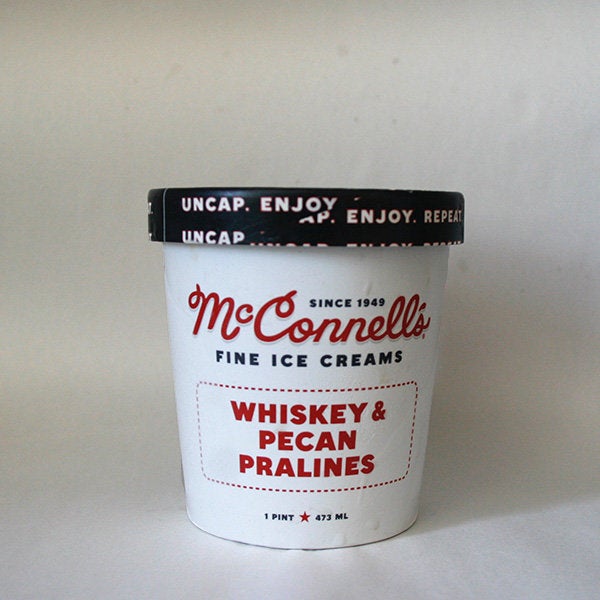 UNCAP. ENJOY
AP. ENJOY. REPEAT.
UNCAP
SINCE 1949
McConnell's
FINE ICE CREAMS
WHISKEY &
PECAN
PRALINES
1 PINT ★ 473 ML